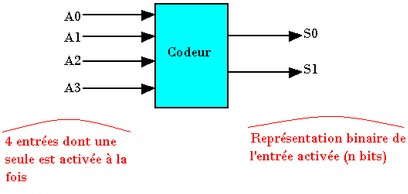 A0
A1
A2
A3
Codeur
S0
S1
4 entrées dont une
seule est activée à la
fois
Représentation binaire de
l'entrée activée (n bits)